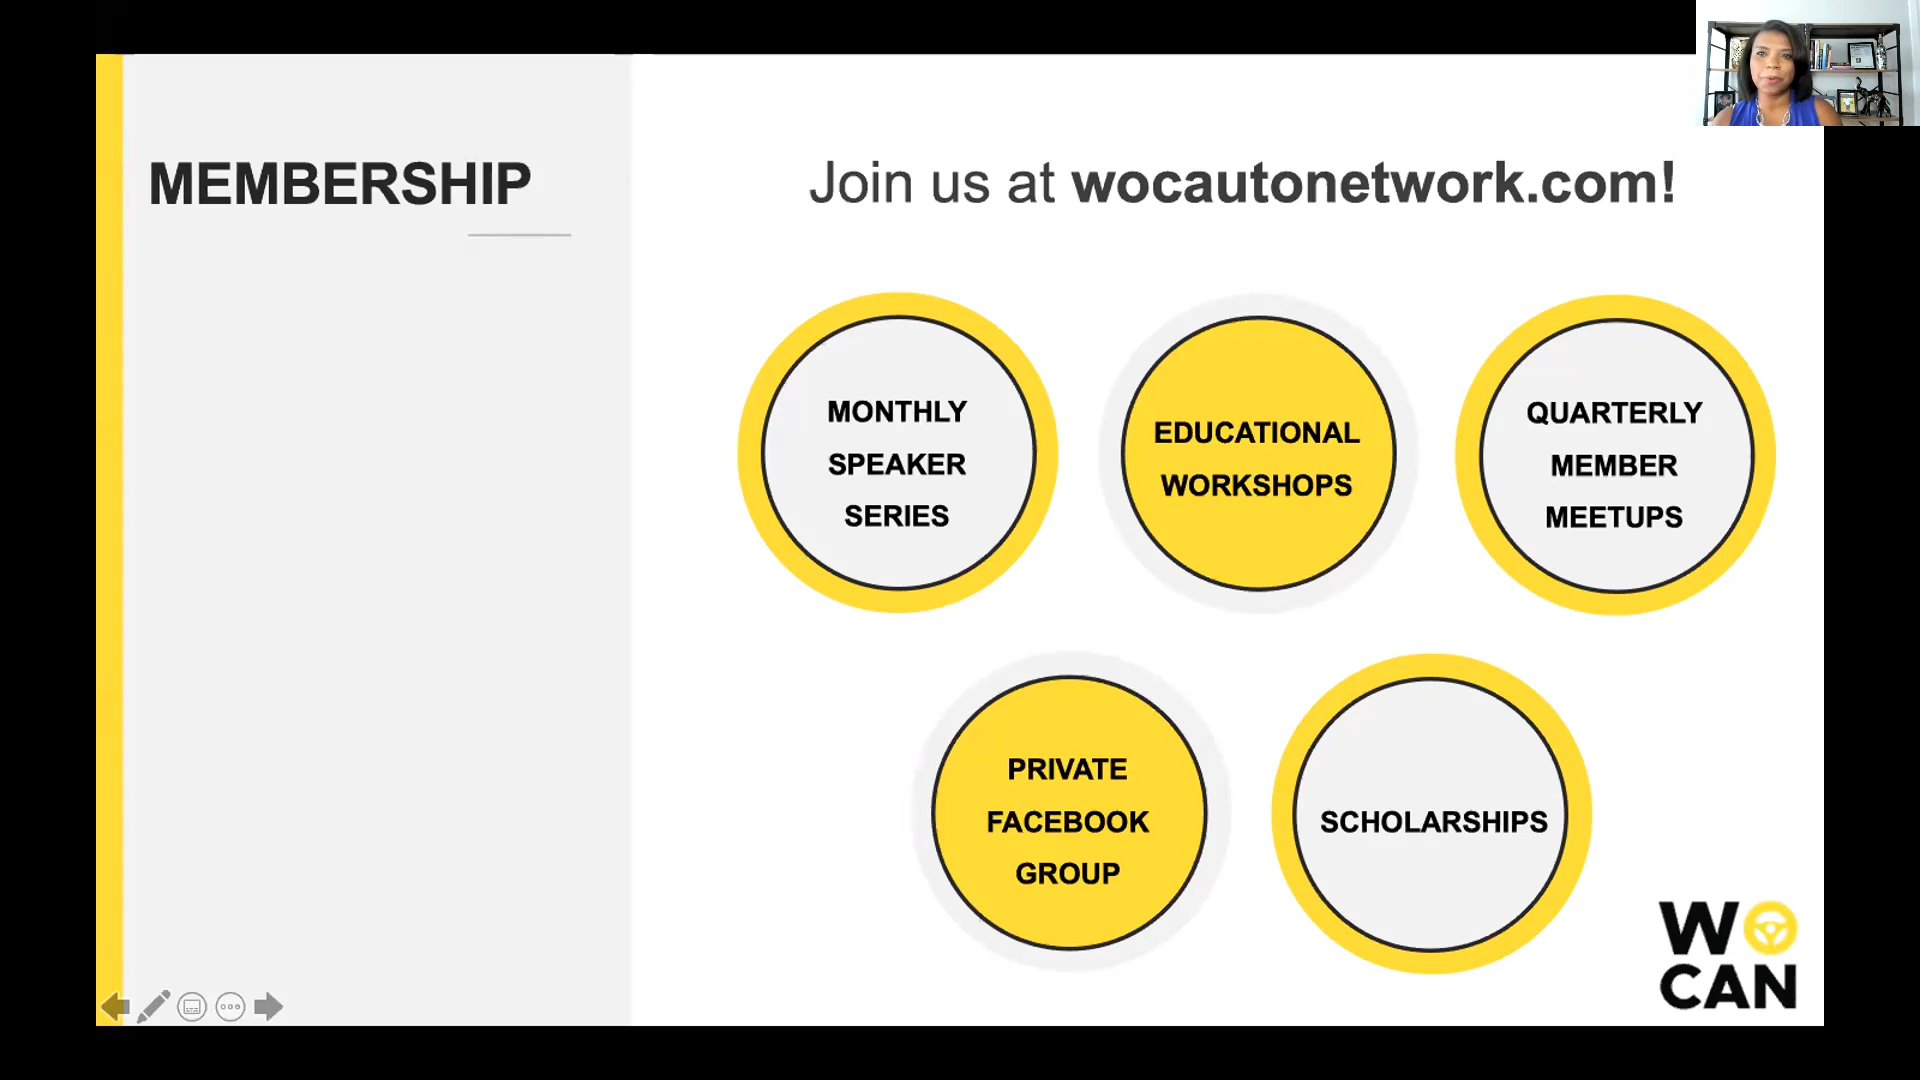 MEMBERSHIP
Join us at wocautonetwork.com!
MONTHLY
SPEAKER
SERIES
EDUCATIONAL
WORKSHOPS
QUARTERLY
MEMBER
MEETUPS
PRIVATE
FACEBOOK
GROUP
SCHOLARSHIPS
WO
CAN